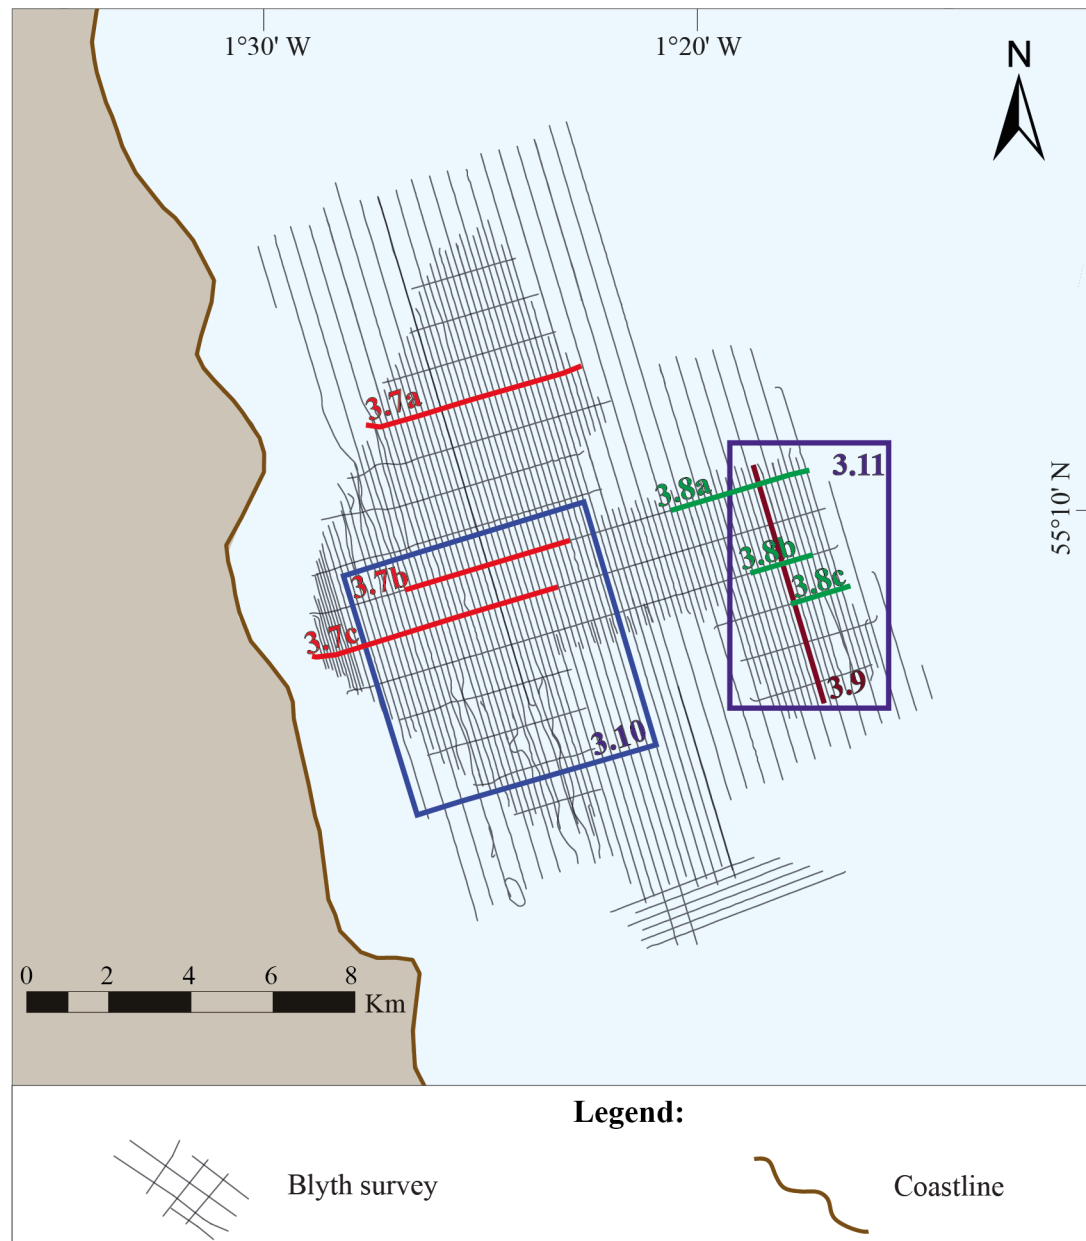 1°30' W
1°20' W
N
3.7a
3.11
3.8a
55°10' N
3.8b
3.7b
3.8c
3.7c
3.9
3.10
0 2 4 6 8
Km
Legend:
Blyth survey
Coastline